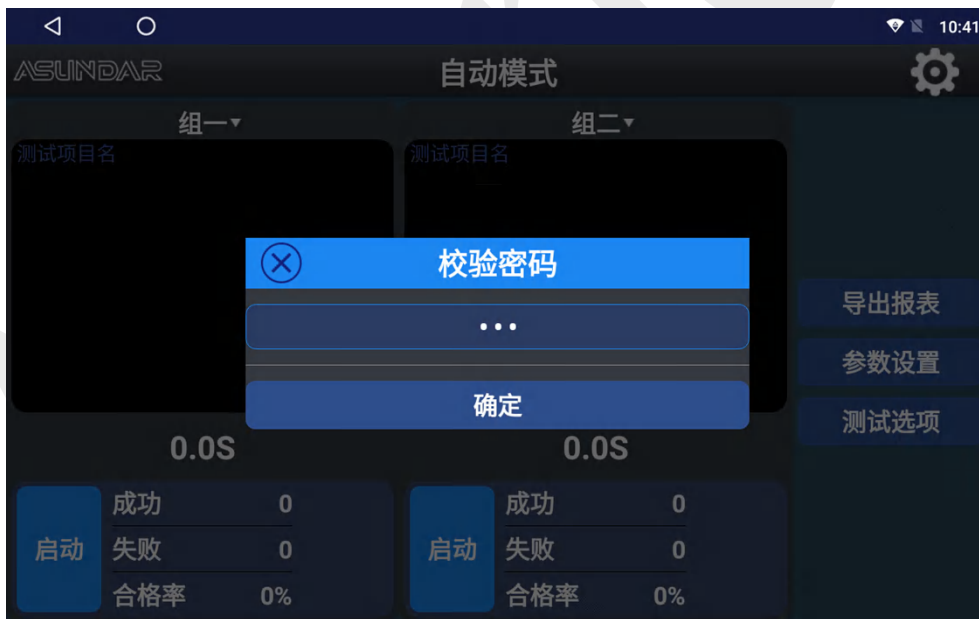 10:41
ASUNDAR
自动模式
组一
组二
测试项目名
测试项目名
校验密码
确定
导出报表
参数设置
测试选项
0.0S
0.0S
启动
成功 0
失败 0
合格率 0%
启动
成功 0
失败 0
合格率 0%